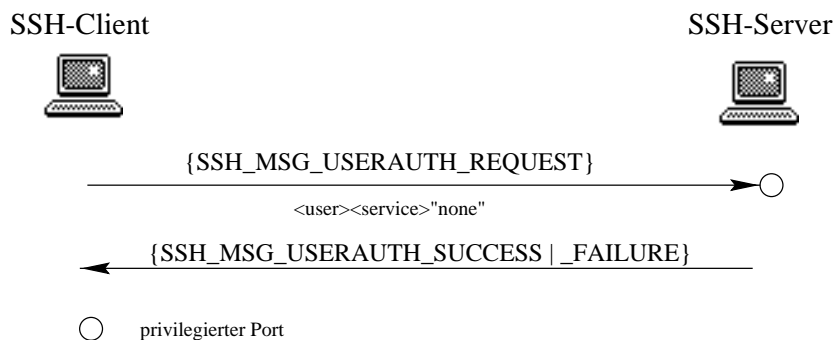 SSH-Client SSH-Server
{SSH_MSG_USERAUTH_REQUEST}
<user><service>"none"
{SSH_MSG_USERAUTH_SUCCESS | _FAILURE}
privilegierter Port